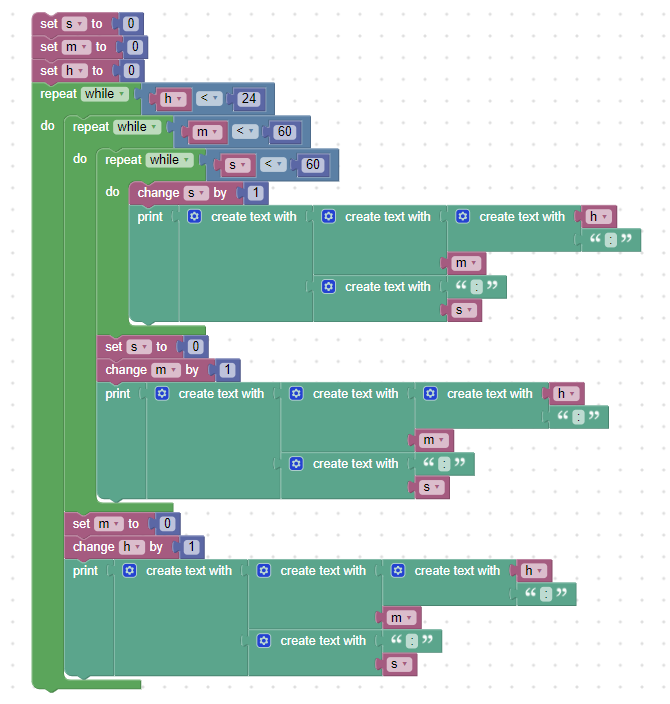 set s to 0
set m to 0
set h to 0
repeat while h < 24
do repeat while m < 60
do repeat while s < 60
do change s by 1
print create text with create text with create text with h
“ : ”
m
create text with “ : ”
s
set s to 0
change m by 1
print create text with create text with create text with h
“ : ”
m
create text with “ : ”
s
set m to 0
change h by 1
print create text with create text with create text with h
“ : ”
m
create text with “ : ”
s